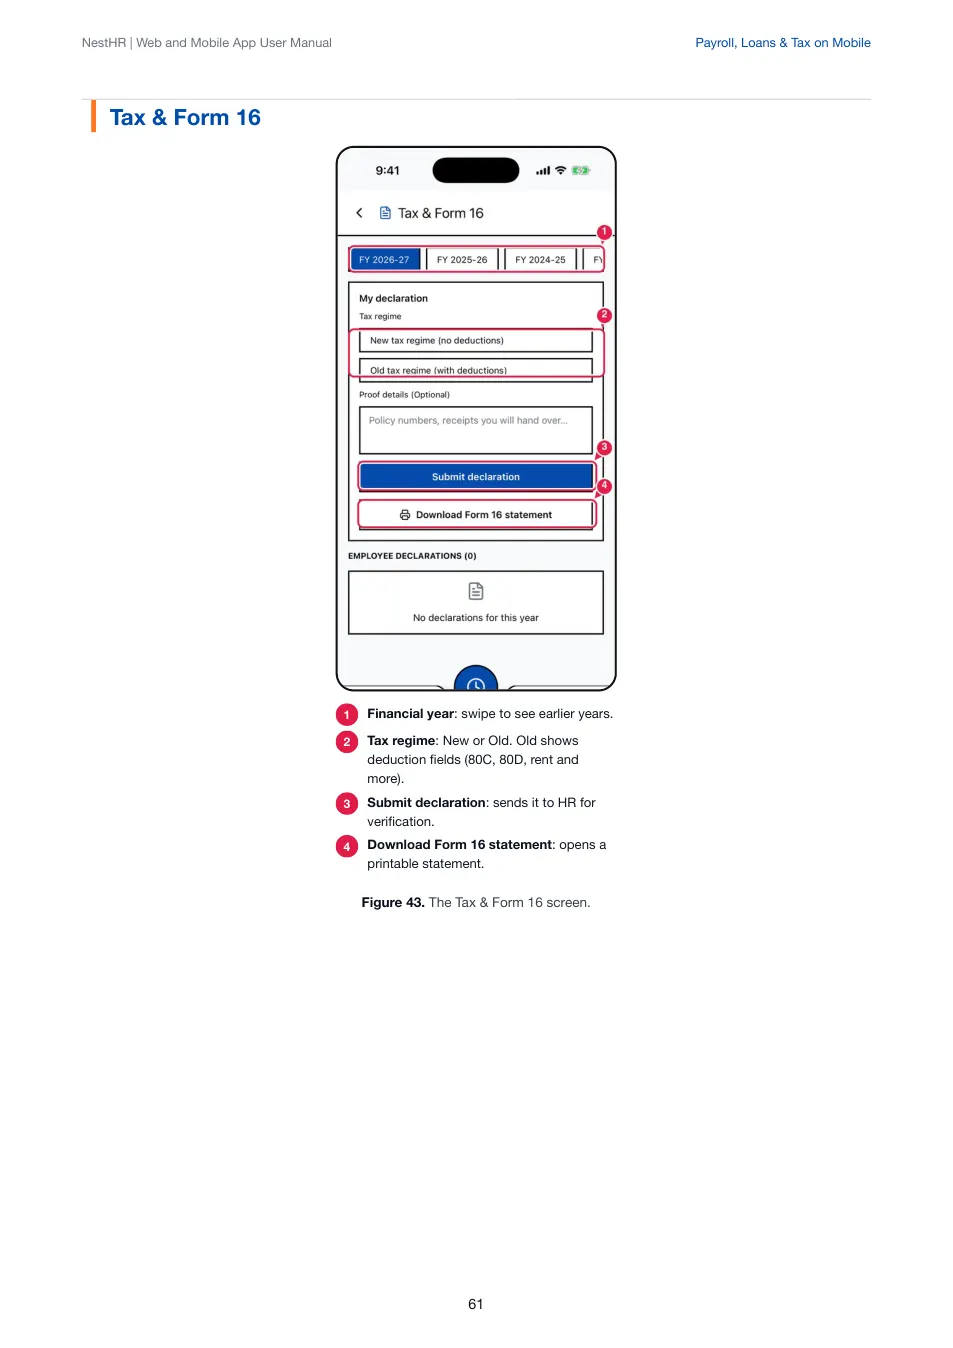 NestHR | Web and Mobile App User Manual
Payroll, Loans & Tax on Mobile
Tax & Form 16
9:41
Tax & Form 16
1
FY 2026-27
FY 2025-26
FY 2024-25
FY
My declaration
Tax regime
2
New tax regime (no deductions)
Old tax regime (with deductions)
Proof details (Optional)
Policy numbers, receipts you will hand over...
3
Submit declaration
4
Download Form 16 statement
EMPLOYEE DECLARATIONS (0)
No declarations for this year
1 Financial year: swipe to see earlier years.
2 Tax regime: New or Old. Old shows
deduction fields (80C, 80D, rent and
more).
3 Submit declaration: sends it to HR for
verification.
4 Download Form 16 statement: opens a
printable statement.
Figure 43. The Tax & Form 16 screen.
61